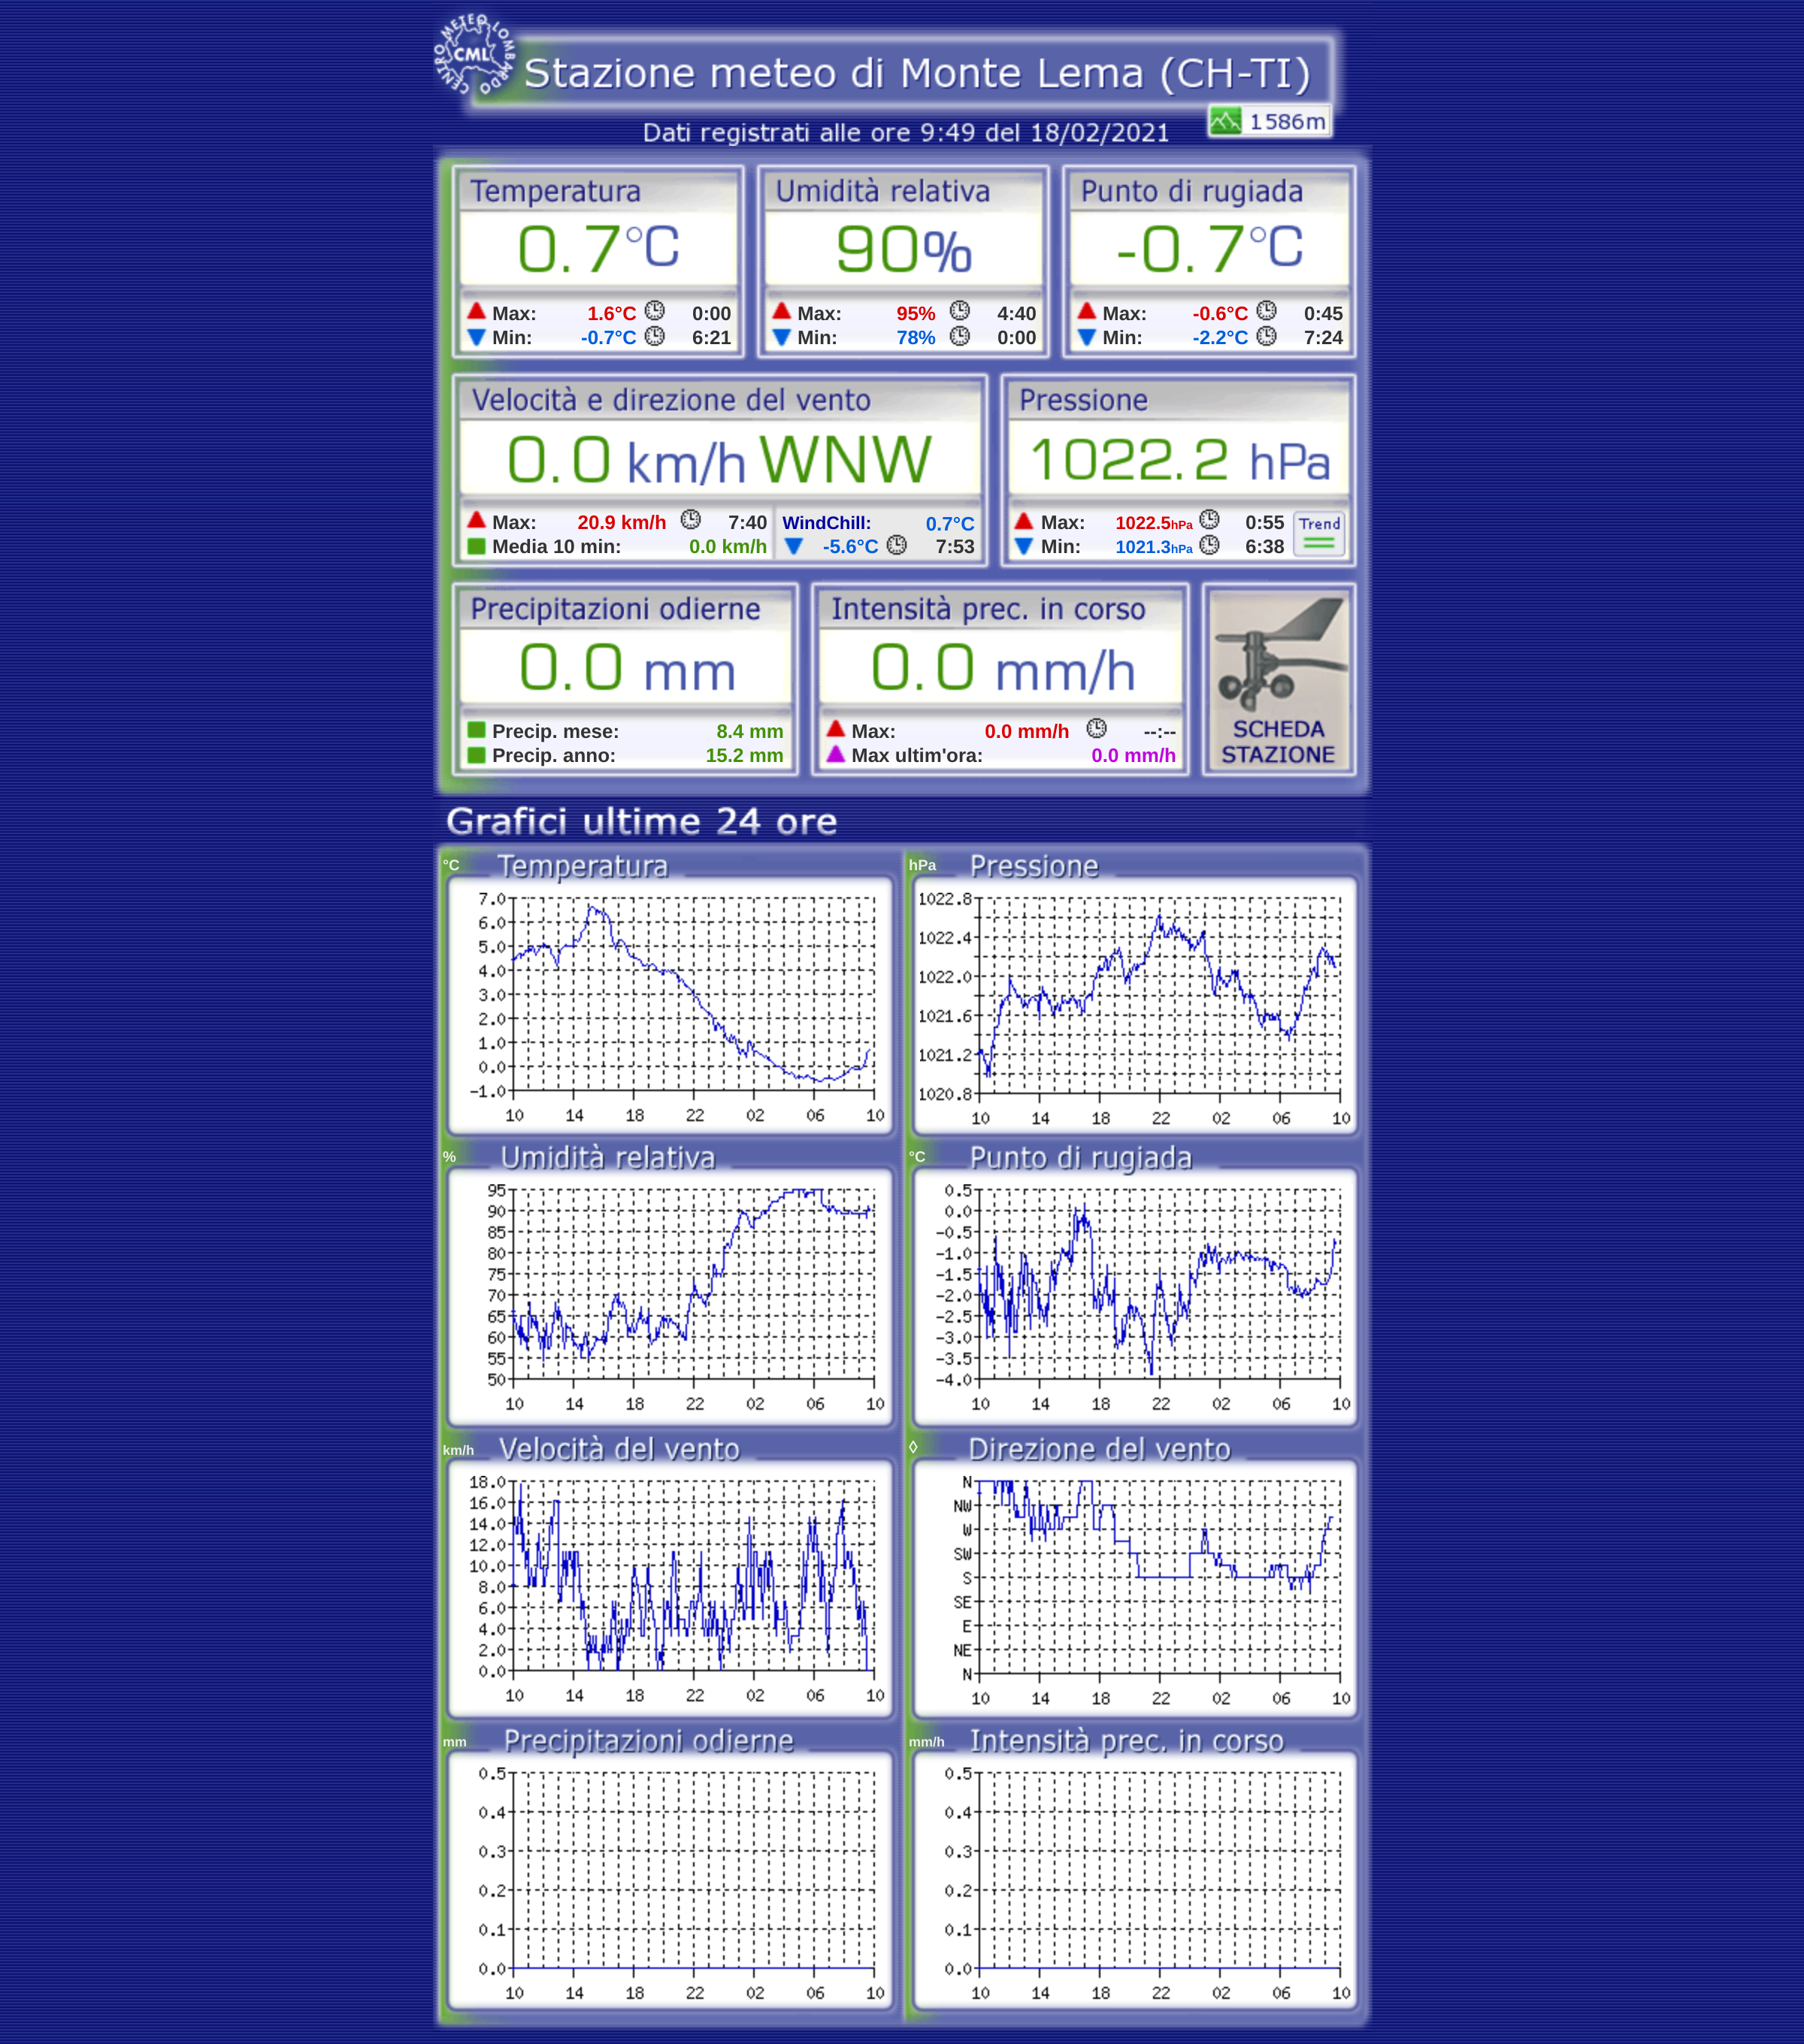 CENTRO METEO LOMBARDO
CML
Stazione meteo di Monte Lema (CH-TI)
1586m
Dati registrati alle ore 9:49 del 18/02/2021
Temperatura
0.7°C
Max: 1.6°C 0:00
Min: -0.7°C 6:21
Umidità relativa
90%
Max: 95% 4:40
Min: 78% 0:00
Punto di rugiada
-0.7°C
Max: -0.6°C 0:45
Min: -2.2°C 7:24
Velocità e direzione del vento
0.0 km/h WNW
Max: 20.9 km/h 7:40
Media 10 min: 0.0 km/h
WindChill: 0.7°C
-5.6°C 7:53
Pressione
1022.2 hPa
Max: 1022.5hPa 0:55
Min: 1021.3hPa 6:38
Trend
Precipitazioni odierne
0.0 mm
Precip. mese: 8.4 mm
Precip. anno: 15.2 mm
Intensità prec. in corso
0.0 mm/h
Max: 0.0 mm/h --:--
Max ultim'ora: 0.0 mm/h
SCHEDA
STAZIONE
Grafici ultime 24 ore
°C Temperatura
7.0
6.0
5.0
4.0
3.0
2.0
1.0
0.0
-1.0
10 14 18 22 02 06 10
hPa Pressione
1022.8
1022.4
1022.0
1021.6
1021.2
1020.8
10 14 18 22 02 06 10
% Umidità relativa
95
90
85
80
75
70
65
60
55
50
10 14 18 22 02 06 10
°C Punto di rugiada
0.5
0.0
-0.5
-1.0
-1.5
-2.0
-2.5
-3.0
-3.5
-4.0
10 14 18 22 02 06 10
km/h Velocità del vento
18.0
16.0
14.0
12.0
10.0
8.0
6.0
4.0
2.0
0.0
10 14 18 22 02 06 10
◊ Direzione del vento
N
NW
W
SW
S
SE
E
NE
N
10 14 18 22 02 06 10
mm Precipitazioni odierne
0.5
0.4
0.3
0.2
0.1
0.0
10 14 18 22 02 06 10
mm/h Intensità prec. in corso
0.5
0.4
0.3
0.2
0.1
0.0
10 14 18 22 02 06 10